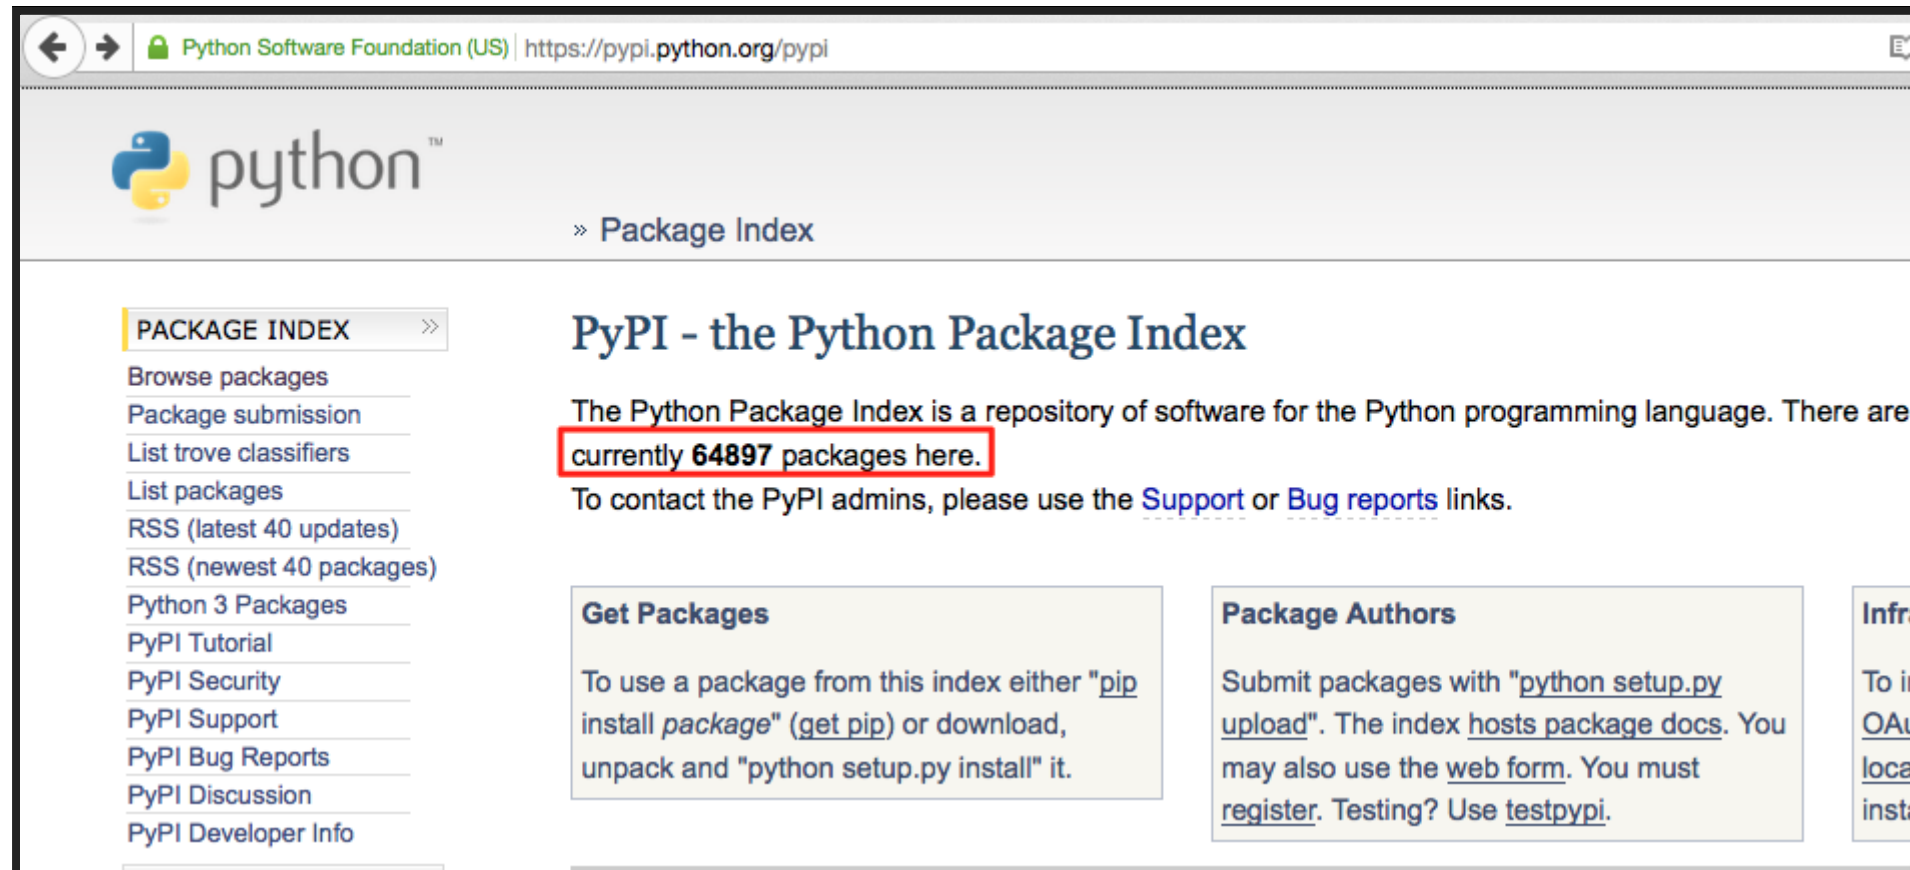 Python Software Foundation (US) https://pypi.python.org/pypi
python™
» Package Index
PACKAGE INDEX »
Browse packages
Package submission
List trove classifiers
List packages
RSS (latest 40 updates)
RSS (newest 40 packages)
Python 3 Packages
PyPI Tutorial
PyPI Security
PyPI Support
PyPI Bug Reports
PyPI Discussion
PyPI Developer Info
PyPI - the Python Package Index
The Python Package Index is a repository of software for the Python programming language. There are
currently 64897 packages here.
To contact the PyPI admins, please use the Support or Bug reports links.
Get Packages
To use a package from this index either "pip
install package" (get pip) or download,
unpack and "python setup.py install" it.
Package Authors
Submit packages with "python setup.py
upload". The index hosts package docs. You
may also use the web form. You must
register. Testing? Use testpypi.
To